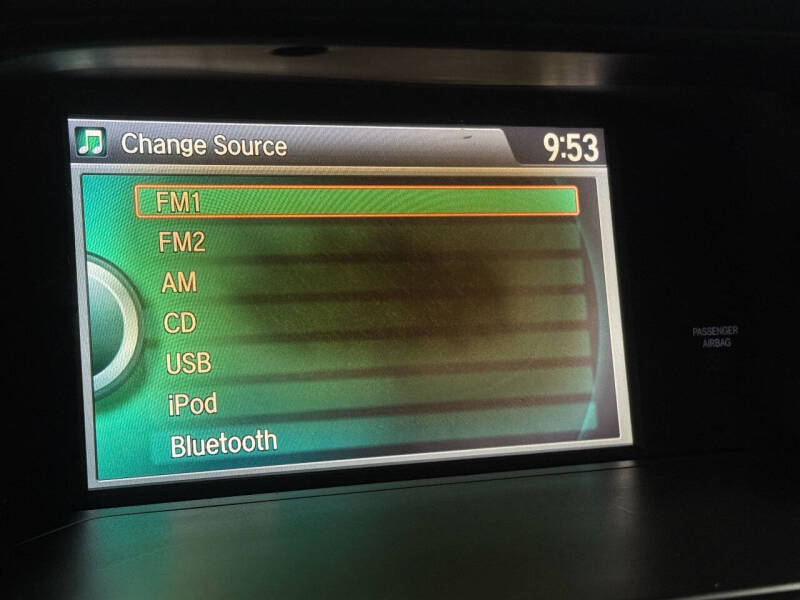 Change Source
9:53
FM1
FM2
AM
CD
USB
iPod
Bluetooth
PASSENGER
AIRBAG